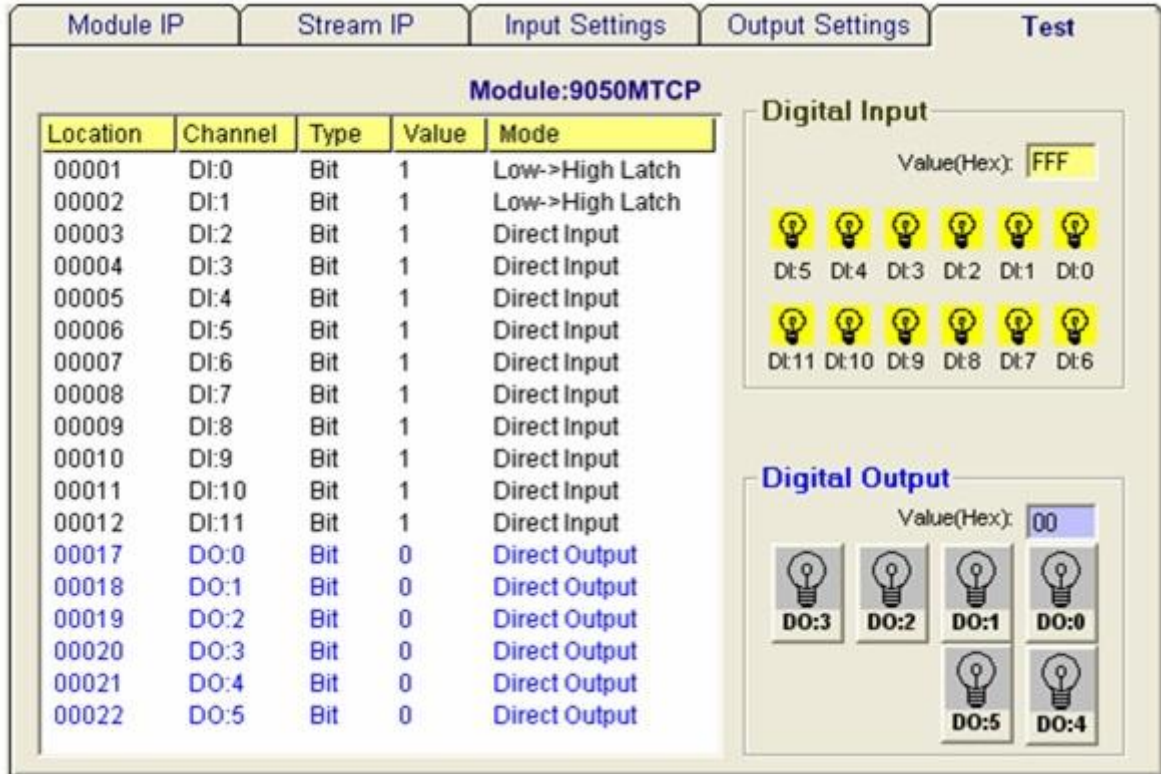 Module IP Stream IP Input Settings Output Settings Test
Module:9050MTCP
Location Channel Type Value Mode
00001 DI:0 Bit 1 Low->High Latch
00002 DI:1 Bit 1 Low->High Latch
00003 DI:2 Bit 1 Direct Input
00004 DI:3 Bit 1 Direct Input
00005 DI:4 Bit 1 Direct Input
00006 DI:5 Bit 1 Direct Input
00007 DI:6 Bit 1 Direct Input
00008 DI:7 Bit 1 Direct Input
00009 DI:8 Bit 1 Direct Input
00010 DI:9 Bit 1 Direct Input
00011 DI:10 Bit 1 Direct Input
00012 DI:11 Bit 1 Direct Input
00017 DO:0 Bit 0 Direct Output
00018 DO:1 Bit 0 Direct Output
00019 DO:2 Bit 0 Direct Output
00020 DO:3 Bit 0 Direct Output
00021 DO:4 Bit 0 Direct Output
00022 DO:5 Bit 0 Direct Output
Digital Input
Value(Hex): FFF
DI:5 DI:4 DI:3 DI:2 DI:1 DI:0
DI:11 DI:10 DI:9 DI:8 DI:7 DI:6
Digital Output
Value(Hex): 00
DO:3 DO:2 DO:1 DO:0
DO:5 DO:4